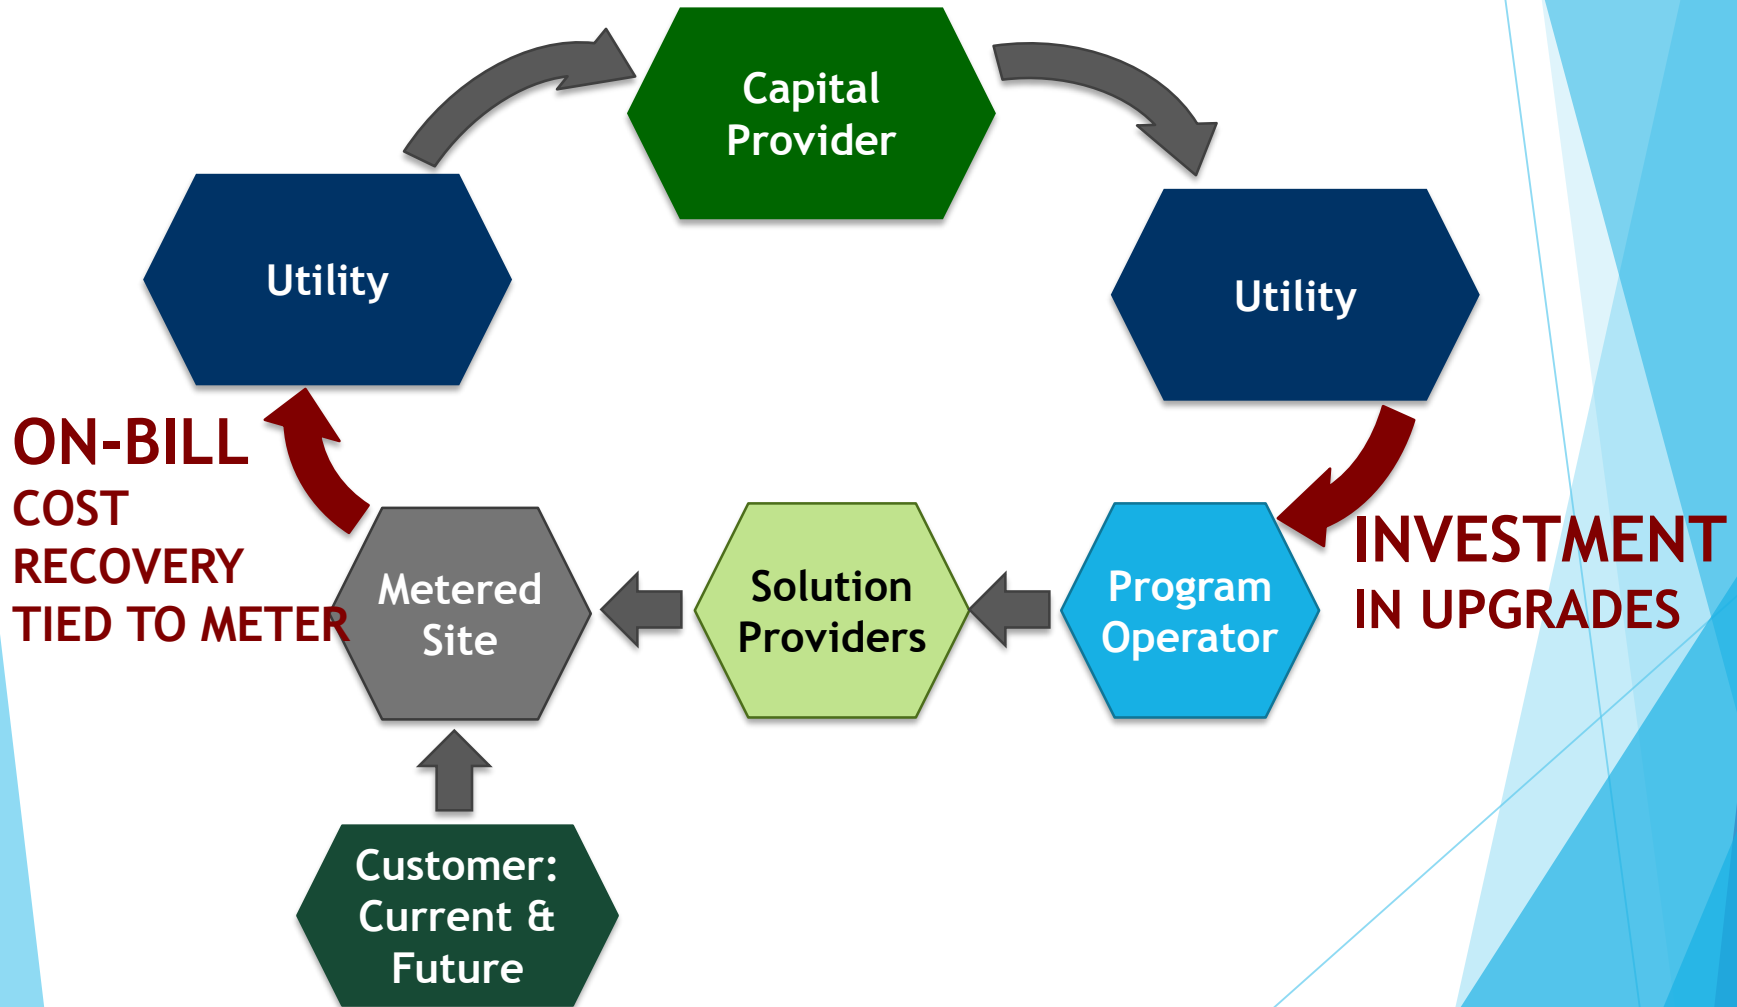 Capital
Provider
Utility
Utility
ON-BILL
COST
RECOVERY
TIED TO METER
INVESTMENT
IN UPGRADES
Metered
Site
Solution
Providers
Program
Operator
Customer:
Current &
Future